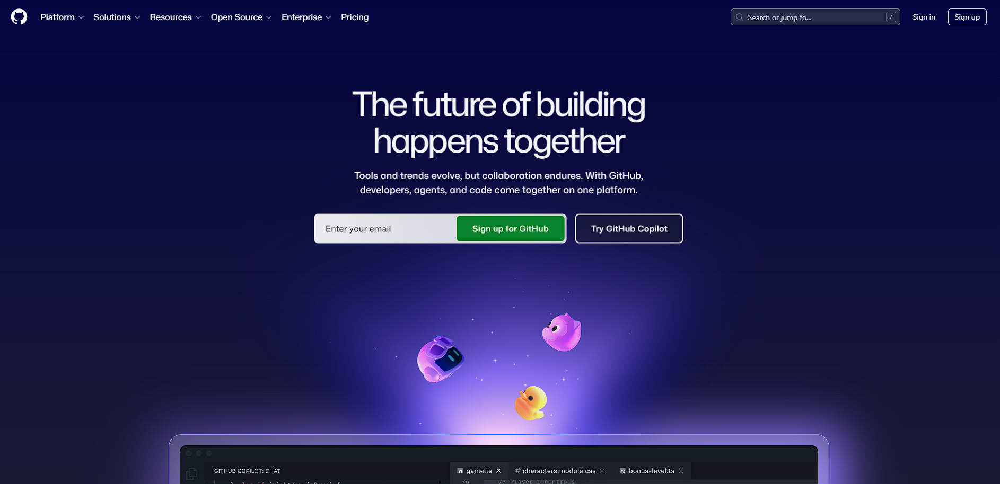 Platform
Solutions
Resources
Open Source
Enterprise
Pricing
Search or jump to...
/
Sign in
Sign up
The future of building
happens together
Tools and trends evolve, but collaboration endures. With GitHub,
developers, agents, and code come together on one platform.
Enter your email
Sign up for GitHub
Try GitHub Copilot
GITHUB COPILOT: CHAT
TS game.ts
# characters.module.css
TS bonus-level.ts
76 // Player 1 controls